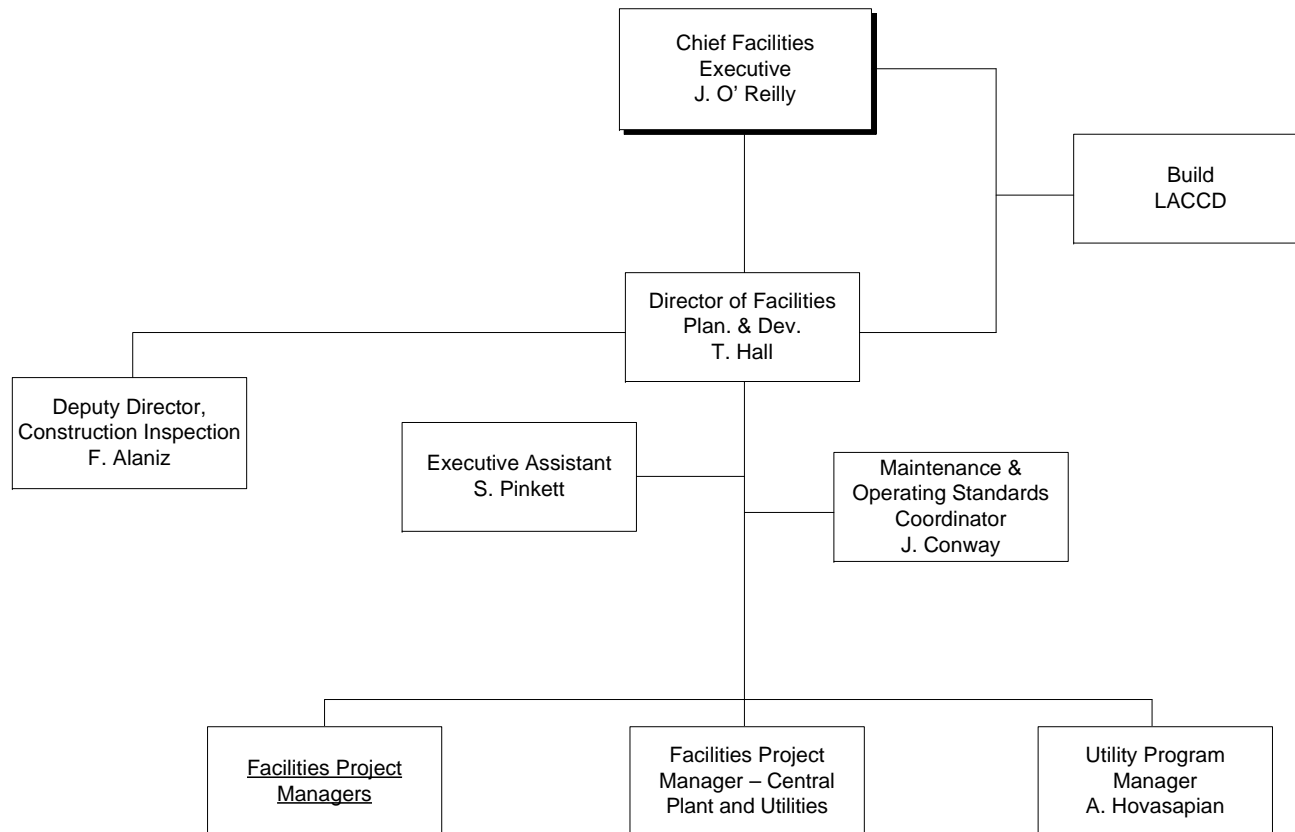 Chief Facilities
Executive
J. O' Reilly
Build
LACCD
Director of Facilities
Plan. & Dev.
T. Hall
Deputy Director,
Construction Inspection
F. Alaniz
Executive Assistant
S. Pinkett
Maintenance &
Operating Standards
Coordinator
J. Conway
Facilities Project
Managers
Facilities Project
Manager – Central
Plant and Utilities
Utility Program
Manager
A. Hovasapian